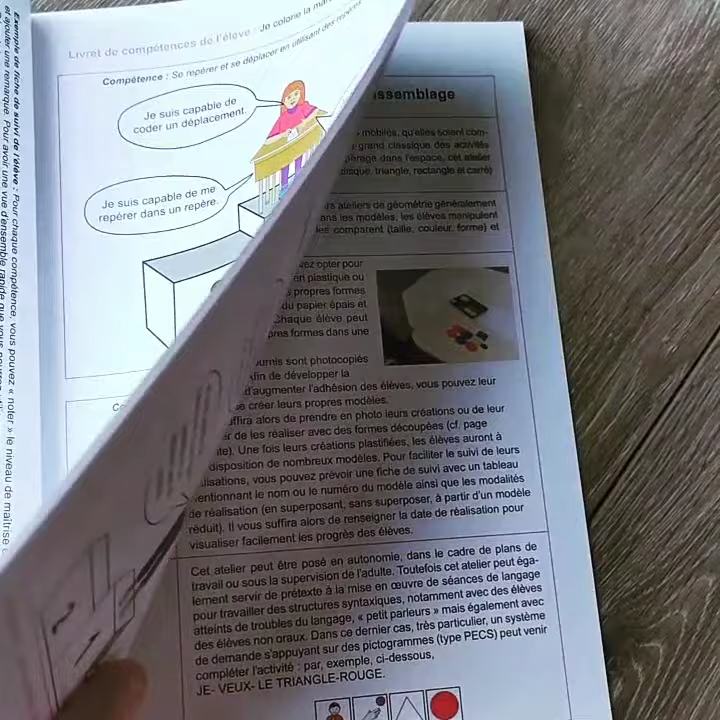 Exemple de fiche de suivi de l'élève : Pour chaque compétence, vous pouvez « noter » le niveau de maîtrise
et ajouter une remarque. Pour avoir une vue d'ensemble rapide que vous pourrez
Livret de compétences de l'élève : Je colorie la
Compétence : Se repérer et se déplacer en utilisant des repères
Je suis capable de
coder un déplacement.
Je suis capable de me
repérer dans un repère.
ssemblage
mobiles, qu'elles soient com-
grand classique des activités
dans l'espace, cet atelier
disque, triangle, rectangle et carré)
ateliers de géométrie généralement
les modèles, les élèves manipulent
comparent (taille, couleur, forme) et
opter pour
en plastique ou
propres formes
du papier épais et
Chaque élève peut
formes dans une
sont photocopiés
afin de développer la
d'augmenter l'adhésion des élèves, vous pouvez leur
créer leurs propres modèles.
alors de prendre en photo leurs créations ou de leur
de les réaliser avec des formes découpées (cf. page
Une fois leurs créations plastifiées, les élèves auront à
disposition de nombreux modèles. Pour faciliter le suivi de leurs
vous pouvez prévoir une fiche de suivi avec un tableau
mentionnant le nom ou le numéro du modèle ainsi que les modalités
de réalisation (en superposant, sans superposer, à partir d'un modèle
réduit). Il vous suffira alors de renseigner la date de réalisation pour
visualiser facilement les progrès des élèves.
Cet atelier peut être posé en autonomie, dans le cadre de plans de
travail ou sous la supervision de l'adulte. Toutefois cet atelier peut éga-
lement servir de prétexte à la mise en œuvre de séances de langage
pour travailler des structures syntaxiques, notamment avec des élèves
atteints de troubles du langage, « petit parleurs » mais également avec
des élèves non oraux. Dans ce dernier cas, très particulier, un système
de demande s'appuyant sur des pictogrammes (type PECS) peut venir
compléter l'activité : par, exemple, ci-dessous,
JE- VEUX- LE TRIANGLE-ROUGE.